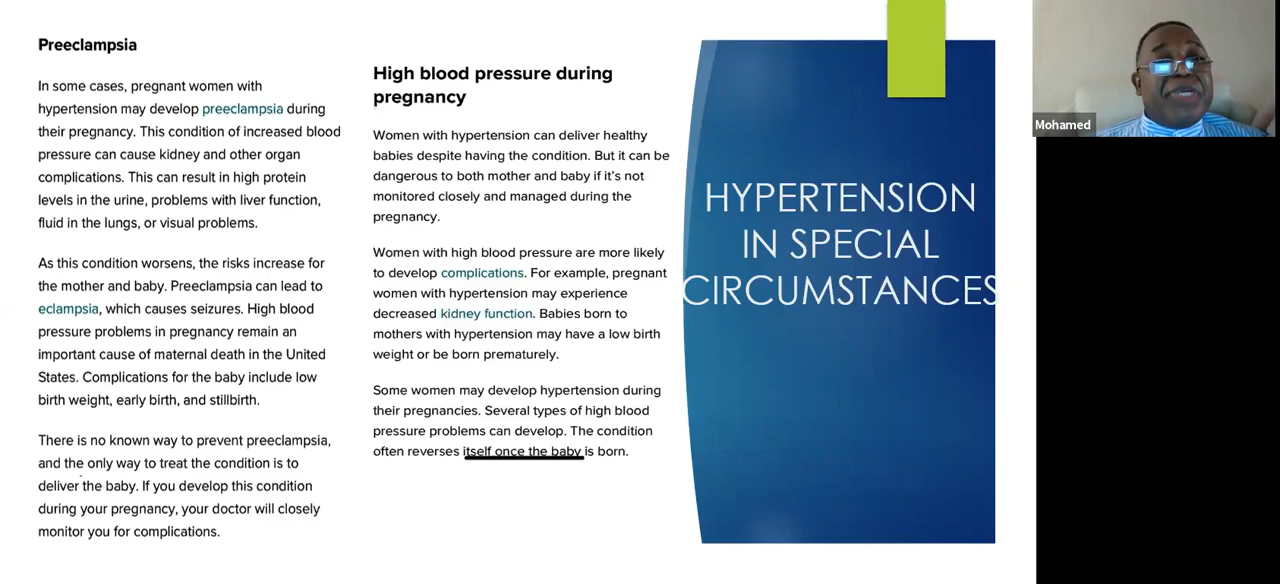 Preeclampsia
In some cases, pregnant women with
hypertension may develop preeclampsia during
their pregnancy. This condition of increased blood
pressure can cause kidney and other organ
complications. This can result in high protein
levels in the urine, problems with liver function,
fluid in the lungs, or visual problems.
As this condition worsens, the risks increase for
the mother and baby. Preeclampsia can lead to
eclampsia, which causes seizures. High blood
pressure problems in pregnancy remain an
important cause of maternal death in the United
States. Complications for the baby include low
birth weight, early birth, and stillbirth.
There is no known way to prevent preeclampsia,
and the only way to treat the condition is to
deliver the baby. If you develop this condition
during your pregnancy, your doctor will closely
monitor you for complications.
High blood pressure during
pregnancy
Women with hypertension can deliver healthy
babies despite having the condition. But it can be
dangerous to both mother and baby if it's not
monitored closely and managed during the
pregnancy.
Women with high blood pressure are more likely
to develop complications. For example, pregnant
women with hypertension may experience
decreased kidney function. Babies born to
mothers with hypertension may have a low birth
weight or be born prematurely.
Some women may develop hypertension during
their pregnancies. Several types of high blood
pressure problems can develop. The condition
often reverses itself once the baby is born.
HYPERTENSION
IN SPECIAL
CIRCUMSTANCES
Mohamed